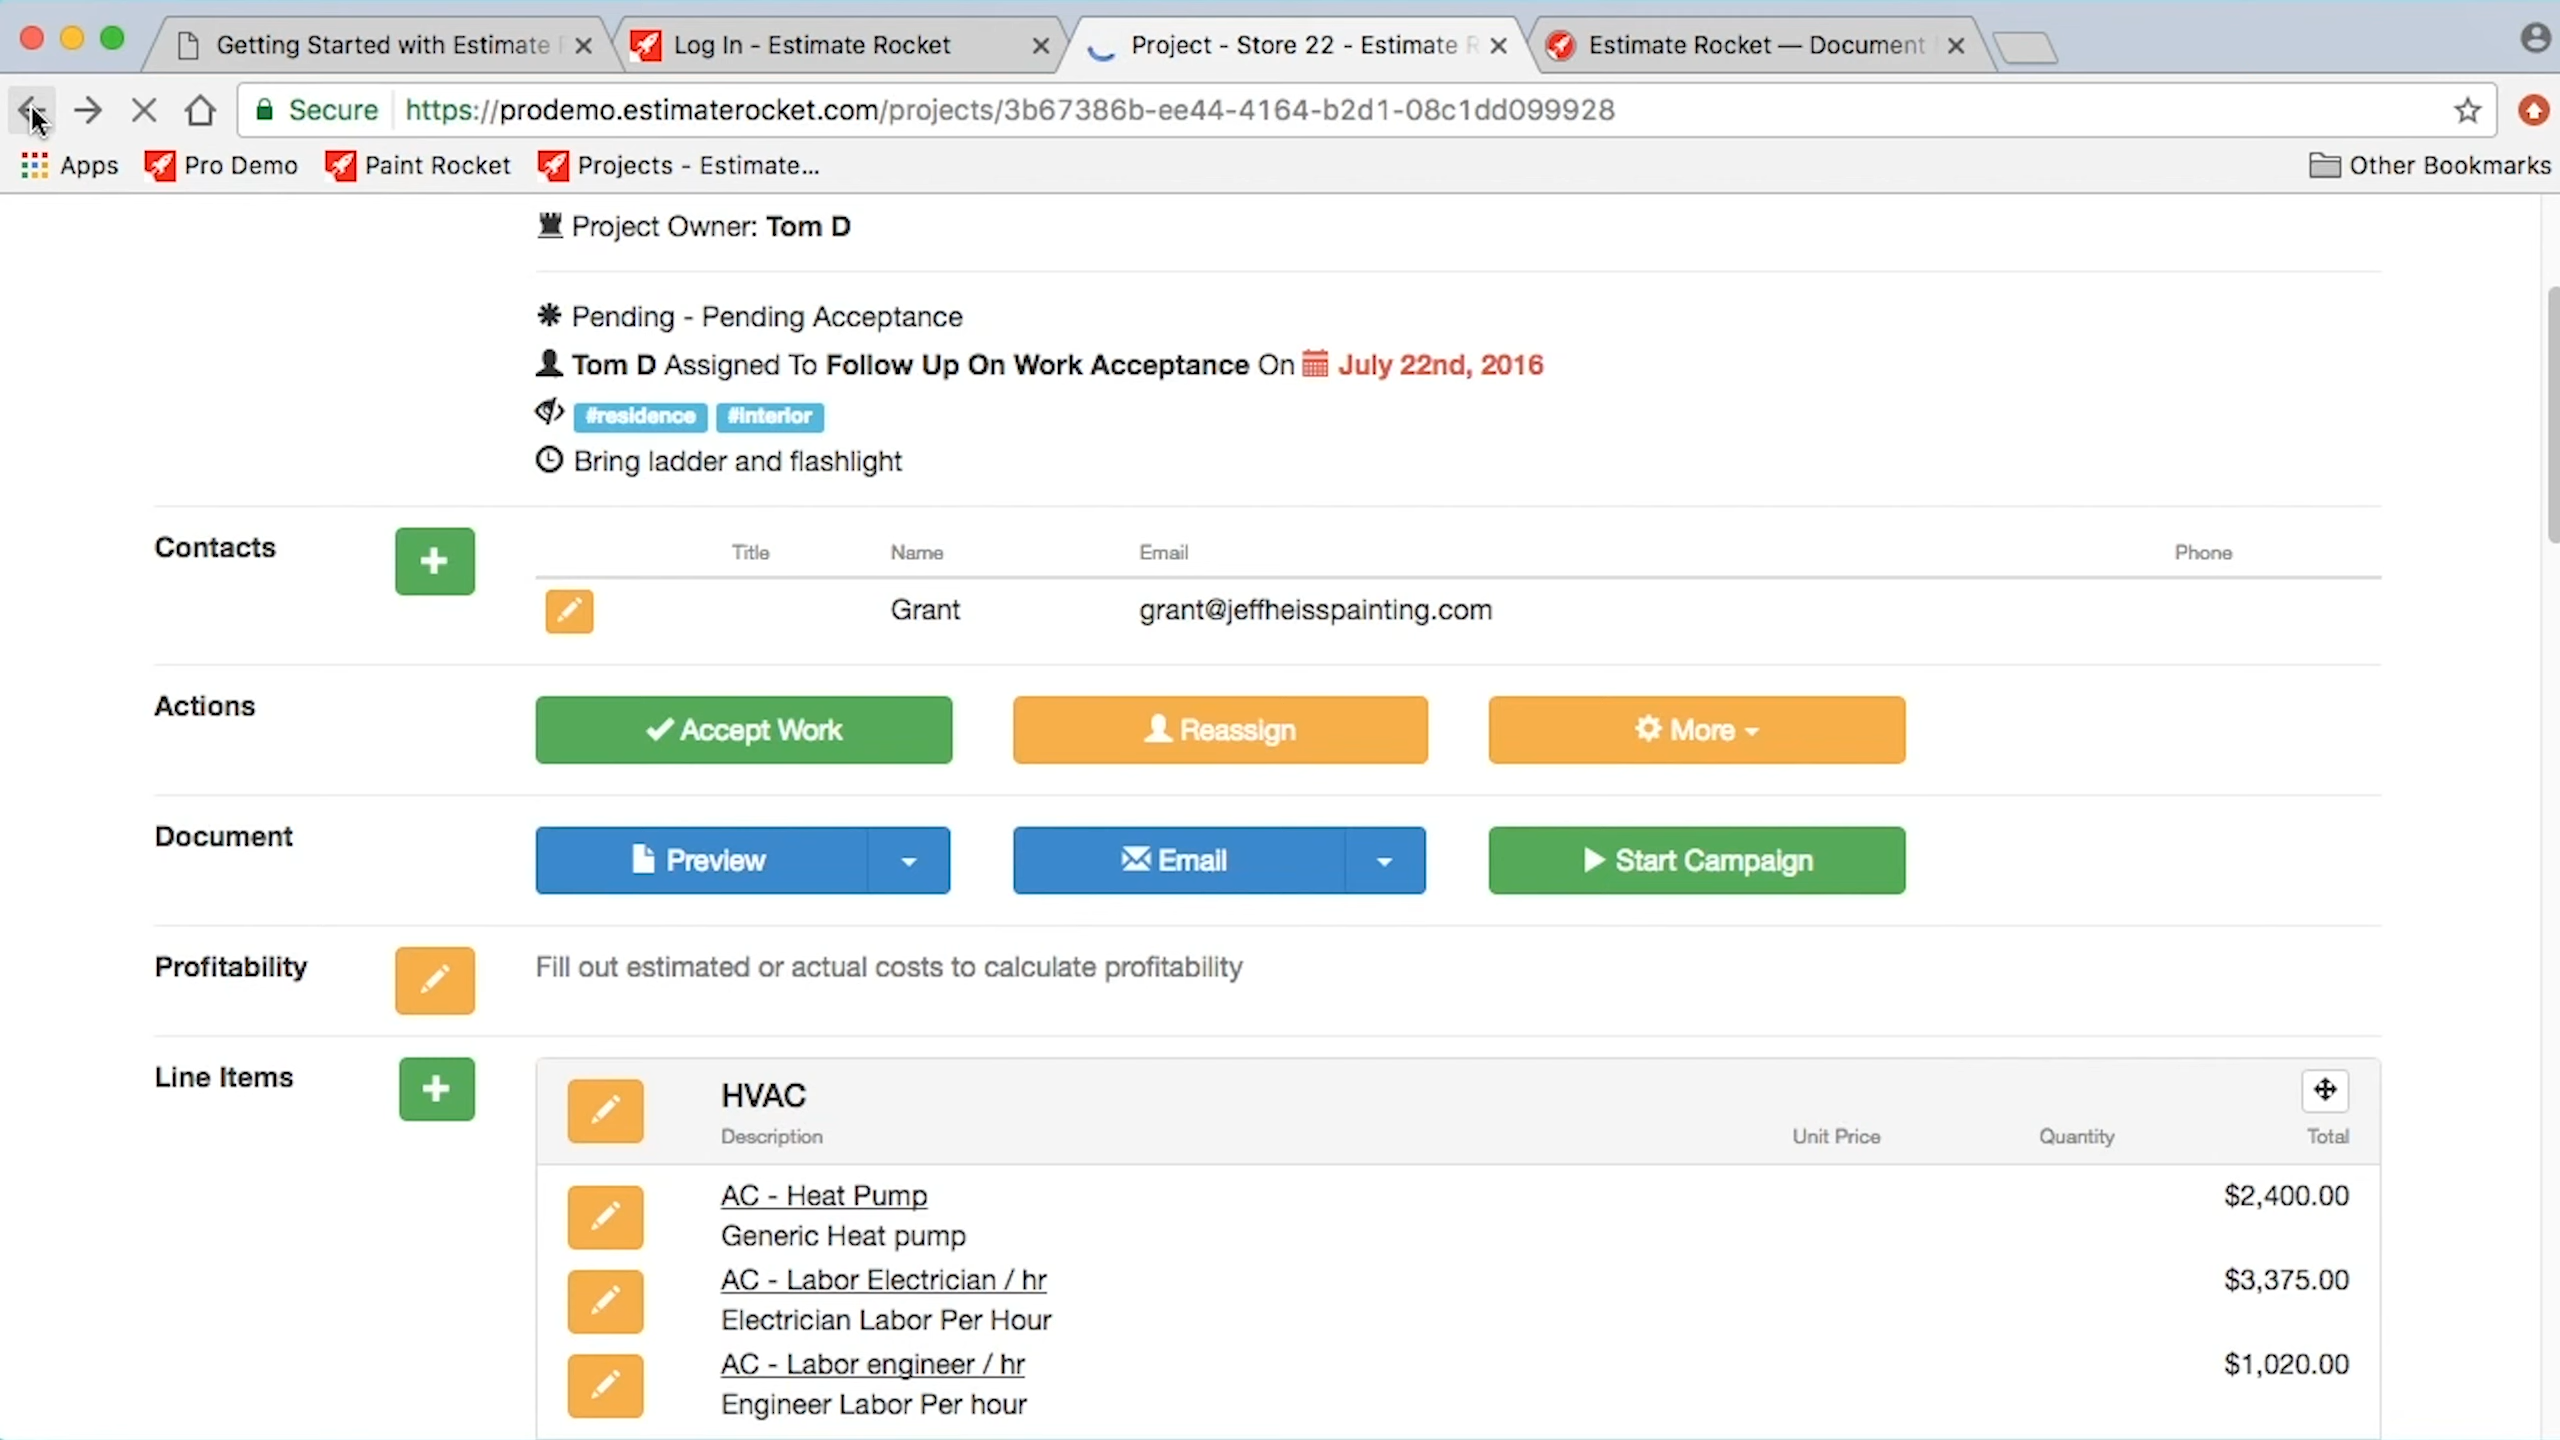 Getting Started with Estimate
Log In - Estimate Rocket
Project - Store 22 - Estimate R
Estimate Rocket — Document
Secure https://prodemo.estimaterocket.com/projects/3b67386b-ee44-4164-b2d1-08c1dd099928
Apps Pro Demo Paint Rocket Projects - Estimate... Other Bookmarks
Project Owner: Tom D
Pending - Pending Acceptance
Tom D Assigned To Follow Up On Work Acceptance On July 22nd, 2016
#residence #interior
Bring ladder and flashlight
Contacts
Title Name Email Phone
Grant grant@jeffheisspainting.com
Actions
Accept Work Reassign More
Document
Preview Email Start Campaign
Profitability
Fill out estimated or actual costs to calculate profitability
Line Items
HVAC
Description Unit Price Quantity Total
AC - Heat Pump $2,400.00
Generic Heat pump
AC - Labor Electrician / hr $3,375.00
Electrician Labor Per Hour
AC - Labor engineer / hr $1,020.00
Engineer Labor Per hour